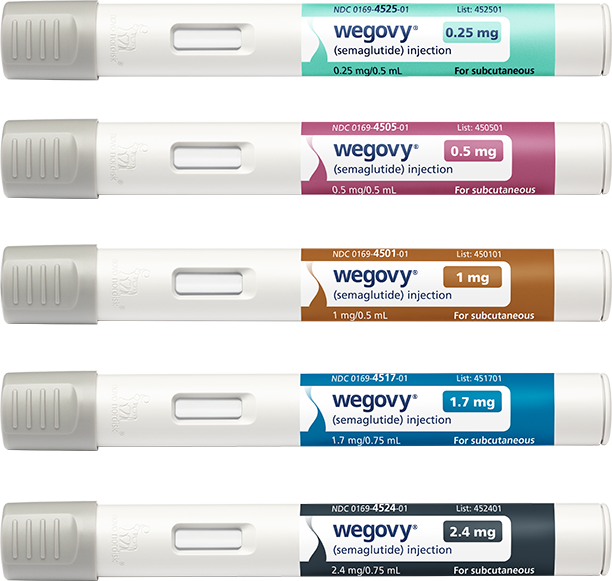 NDC 0169-4525-01 List: 452501
wegovy® 0.25 mg
(semaglutide) injection
0.25 mg/0.5 mL For subcutaneous
NDC 0169-4505-01 List: 450501
wegovy® 0.5 mg
(semaglutide) injection
0.5 mg/0.5 mL For subcutaneous
NDC 0169-4501-01 List: 450101
wegovy® 1 mg
(semaglutide) injection
1 mg/0.5 mL For subcutaneous
NDC 0169-4517-01 List: 451701
wegovy® 1.7 mg
(semaglutide) injection
1.7 mg/0.75 mL For subcutaneous
NDC 0169-4524-01 List: 452401
wegovy® 2.4 mg
(semaglutide) injection
2.4 mg/0.75 mL For subcutaneous